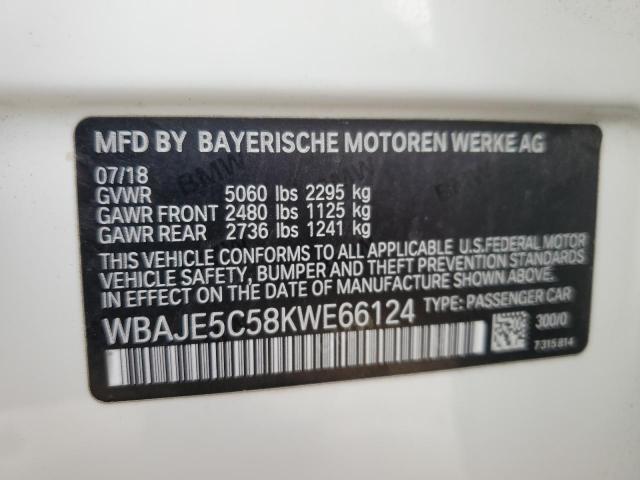 MFD BY BAYERISCHE MOTOREN WERKE AG
07/18
GVWR 5060 lbs 2295 kg
GAWR FRONT 2480 lbs 1125 kg
GAWR REAR 2736 lbs 1241 kg
THIS VEHICLE CONFORMS TO ALL APPLICABLE U.S. FEDERAL MOTOR
VEHICLE SAFETY, BUMPER AND THEFT PREVENTION STANDARDS
IN EFFECT ON THE DATE OF MANUFACTURE SHOWN ABOVE.
WBAJE5C58KWE66124 TYPE: PASSENGER CAR
300/0
7315814
BMW
BMW